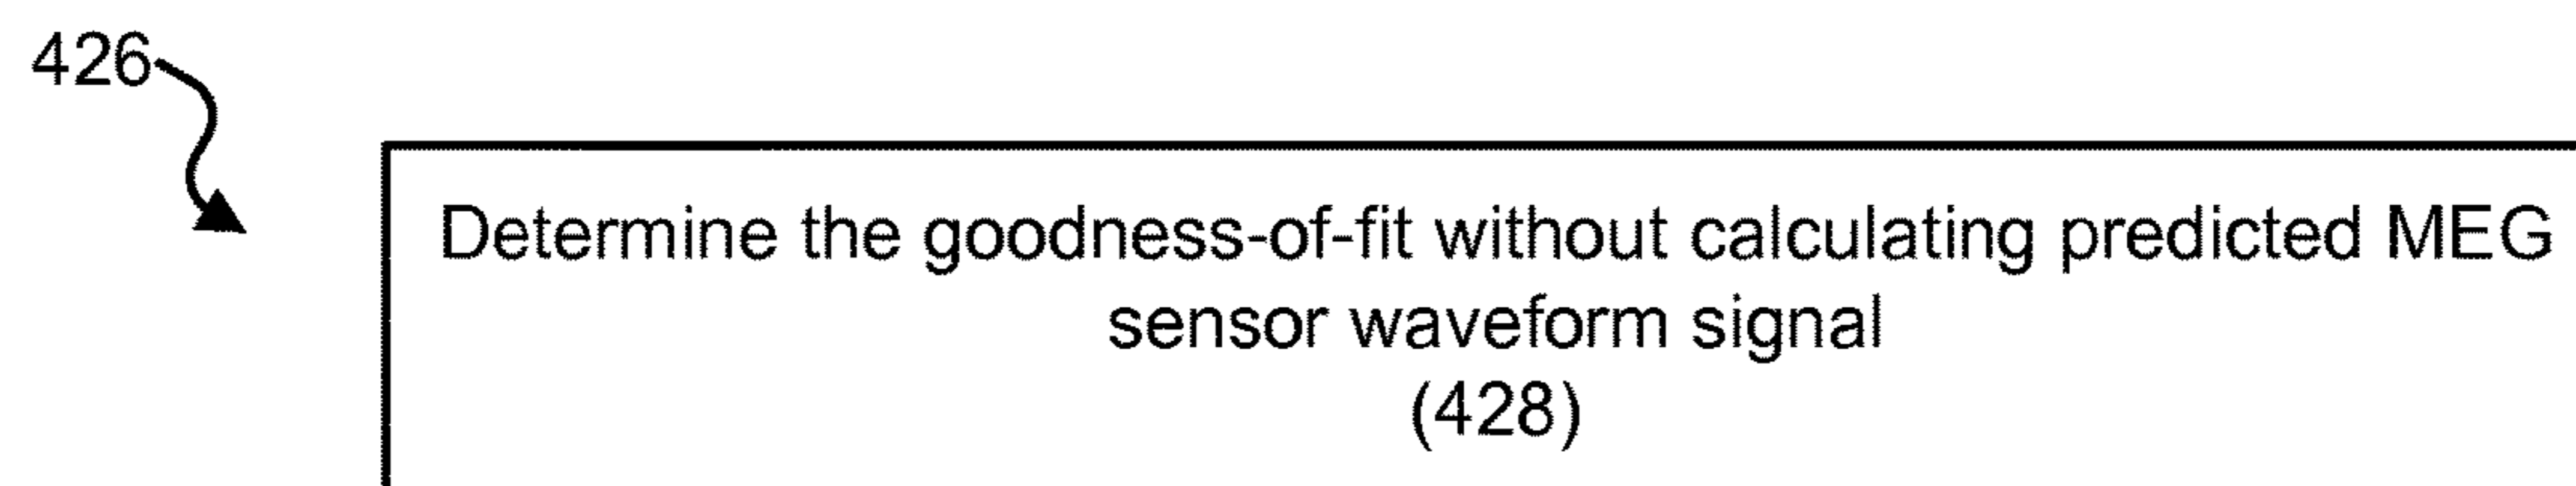 426
Determine the goodness-of-fit without calculating predicted MEG
sensor waveform signal
(428)